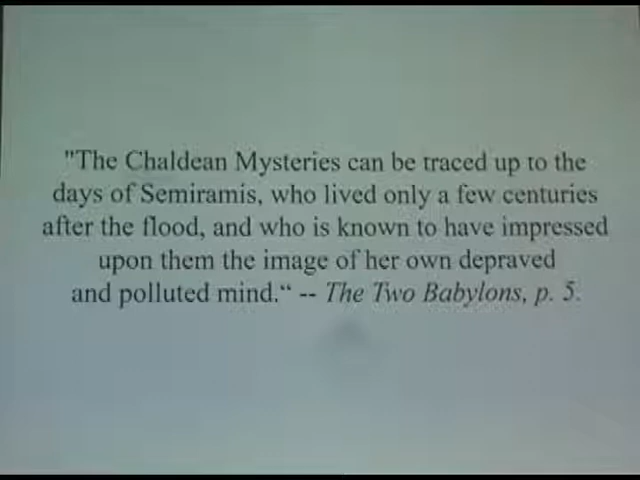 "The Chaldean Mysteries can be traced up to the
days of Semiramis, who lived only a few centuries
after the flood, and who is known to have impressed
upon them the image of her own depraved
and polluted mind.“ -- The Two Babylons, p. 5.